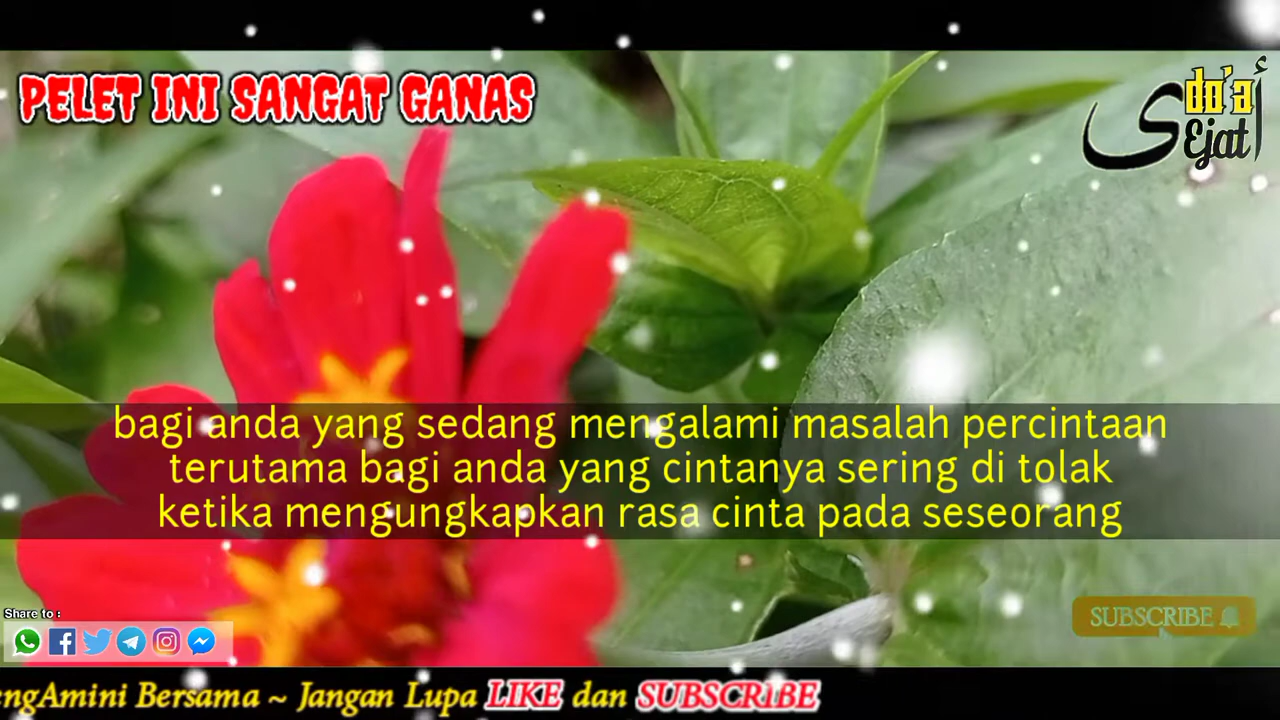 PELET INI SANGAT GANAS
do'a
Ejat
أ
ى
bagi anda yang sedang mengalami masalah percintaan
terutama bagi anda yang cintanya sering di tolak
ketika mengungkapkan rasa cinta pada seseorang
SUBSCRIBE
Share to :
engAmini Bersama ~ Jangan Lupa LIKE dan SUBSCRIBE